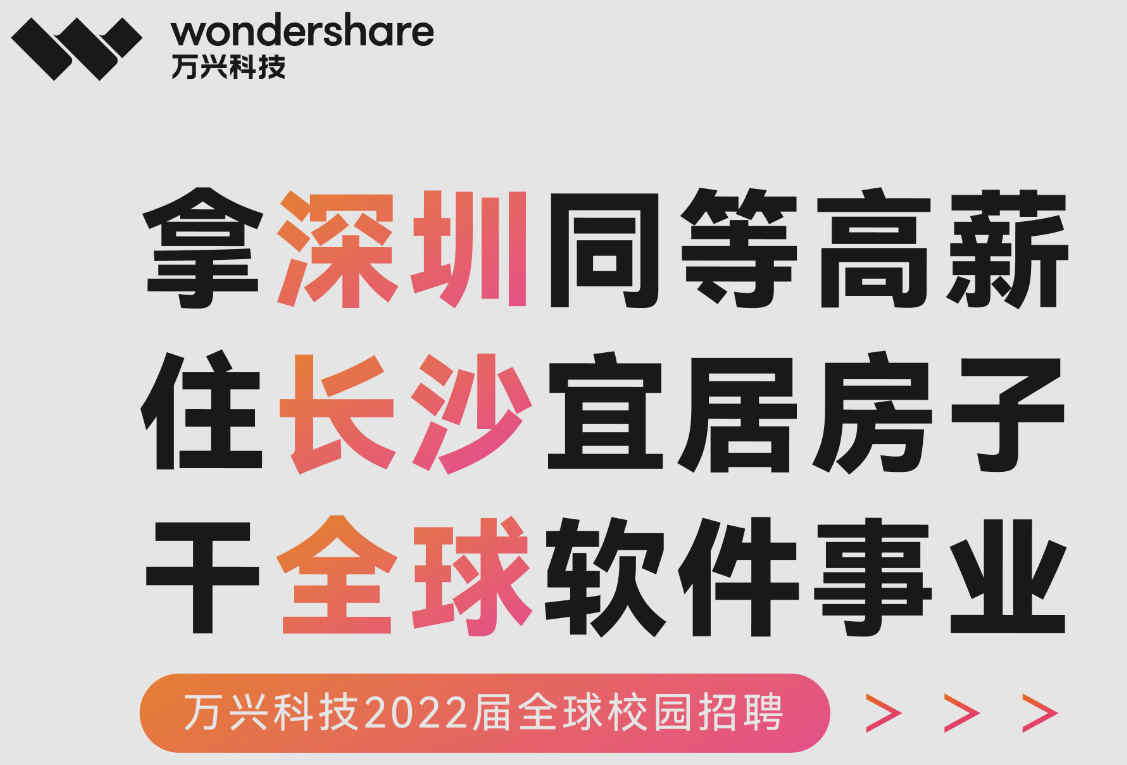 wondershare
万兴科技
拿深圳同等高薪
住长沙宜居房子
干全球软件事业
万兴科技2022届全球校园招聘 > > >